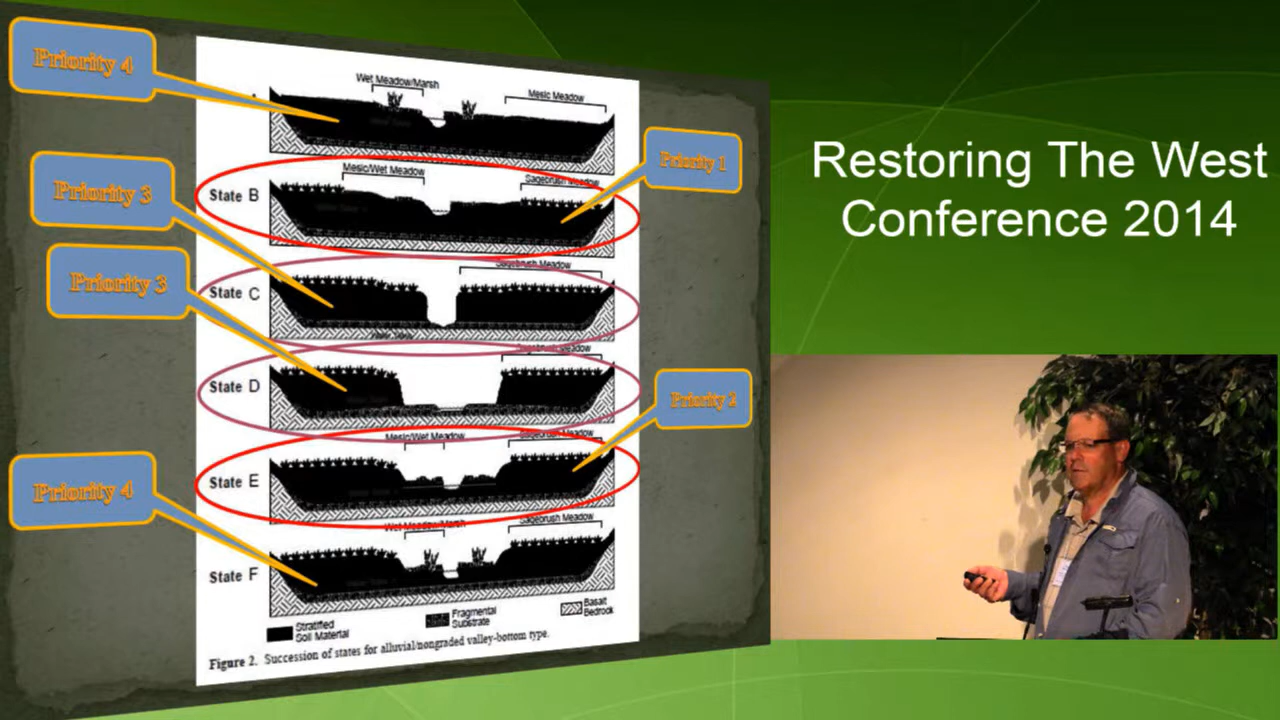 Restoring The West
Conference 2014
Priority 4
Wet Meadow/Marsh
Mesic Meadow
Priority 1
State B
Mesic/Wet Meadow
Sagebrush Meadow
Priority 3
State C
Sagebrush Meadow
Priority 3
State D
Meadow
Priority 2
State E
Mesic/Wet Meadow
Sagebrush Meadow
Priority 4
State F
Wet Meadow/Marsh
Sagebrush Meadow
Stratified
Soil Material
Fragmental
Substrate
Basalt
Bedrock
Figure 2. Succession of states for alluvial/nongraded valley-bottom type.